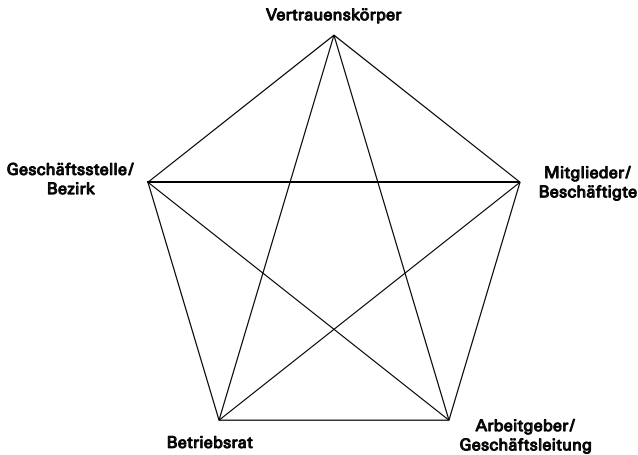 Vertrauenskörper
Geschäftsstelle/
Bezirk
Mitglieder/
Beschäftigte
Betriebsrat
Arbeitgeber/
Geschäftsleitung